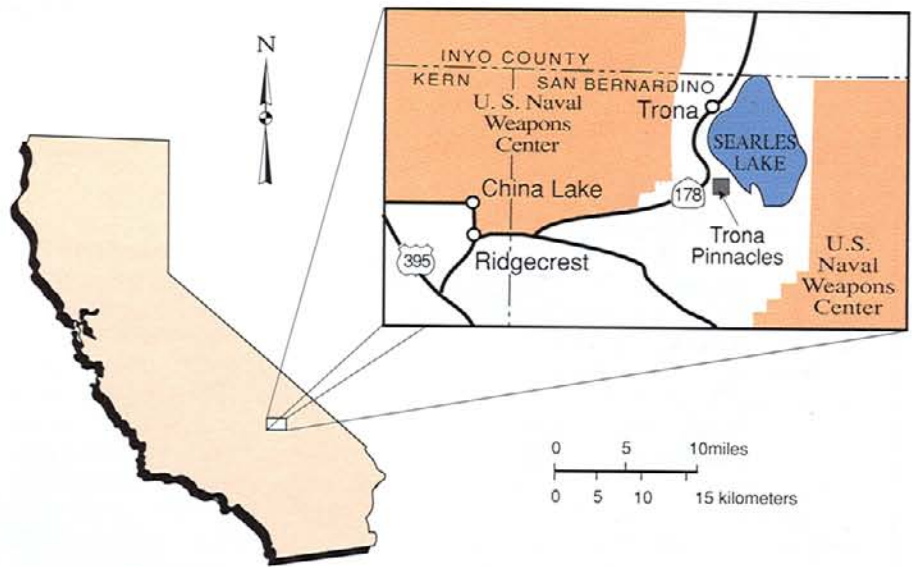 N
INYO COUNTY
KERN
SAN BERNARDINO
U. S. Naval
Weapons
Center
Trona
SEARLES
LAKE
China Lake
178
Trona
Pinnacles
395
Ridgecrest
U.S.
Naval
Weapons
Center
0 5 10miles
0 5 10 15 kilometers